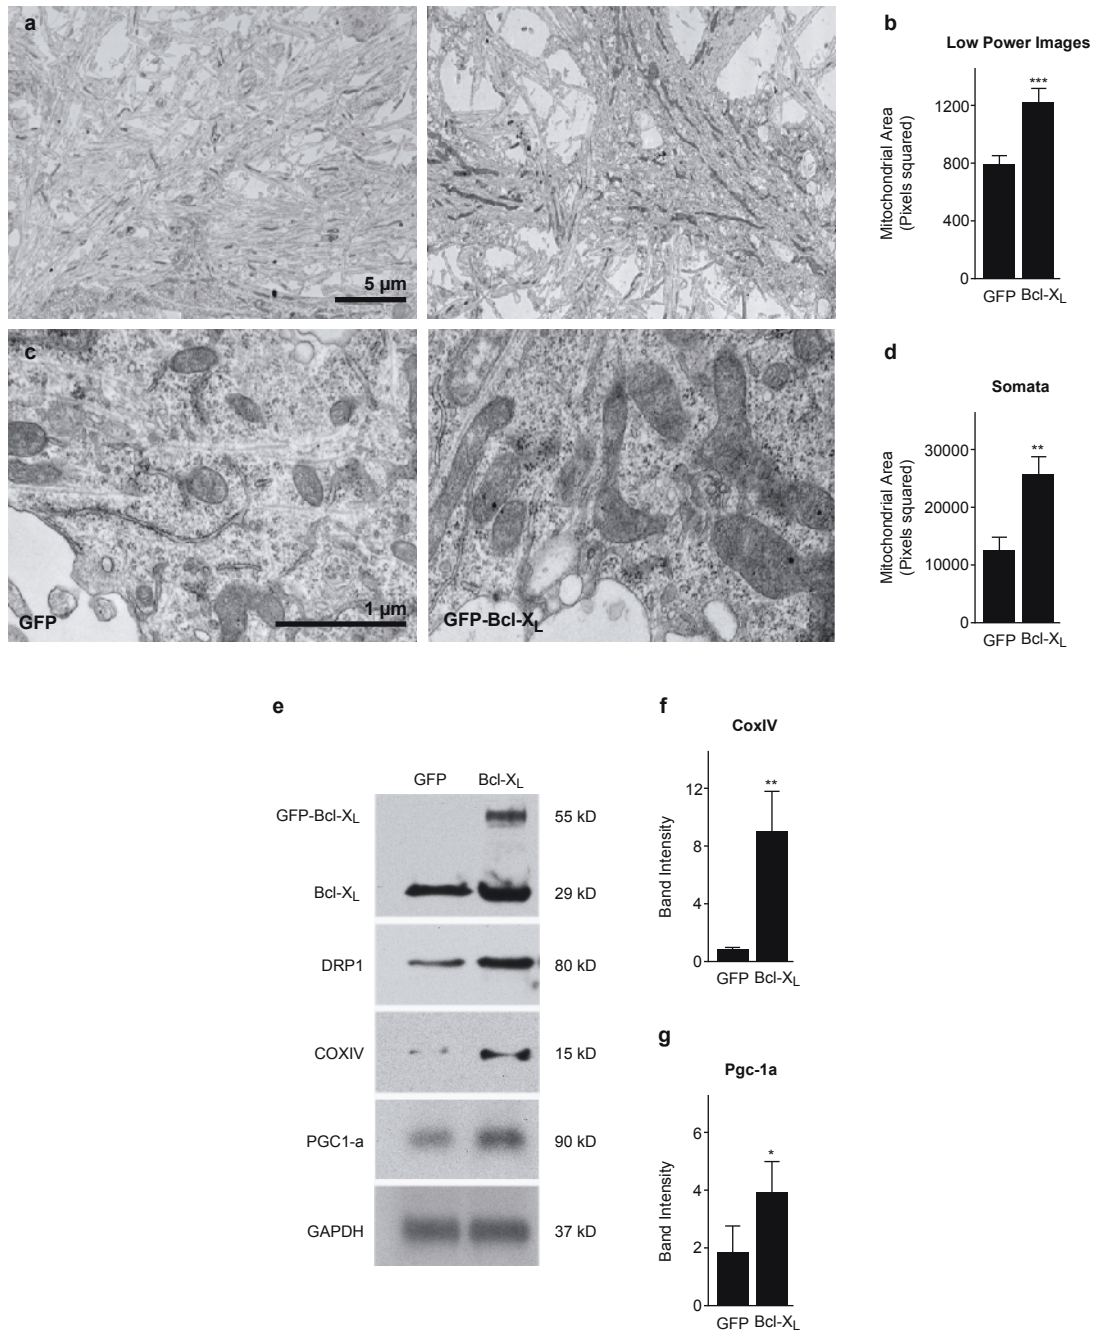 a
5 µm
b
Low Power Images
Mitochondrial Area
(Pixels squared)
1200
800
400
0
***
GFP Bcl-XL
c
GFP
1 µm
GFP-Bcl-XL
d
Somata
Mitochondrial Area
(Pixels squared)
30000
20000
10000
0
**
GFP Bcl-XL
e
GFP Bcl-XL
GFP-Bcl-XL 55 kD
Bcl-XL 29 kD
DRP1 80 kD
COXIV 15 kD
PGC1-a 90 kD
GAPDH 37 kD
f
CoxIV
Band Intensity
12
8
4
0
**
GFP Bcl-XL
g
Pgc-1a
Band Intensity
6
4
2
0
*
GFP Bcl-XL